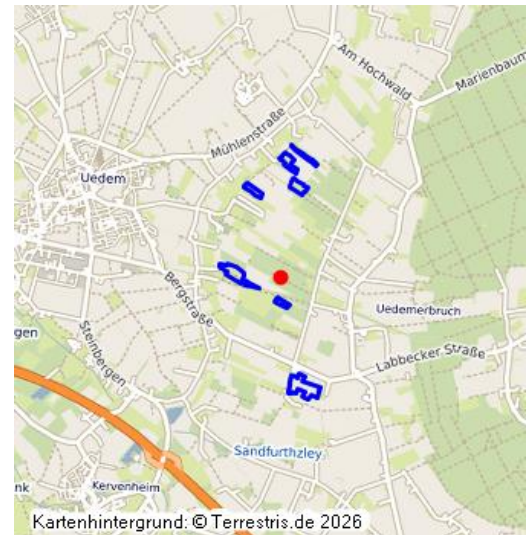 Am Hochwald
Marienbaum
Mühlenstraße
Uedem
Bergstraße
Uedemerbruch
Steinbergen
gen
Labbecker Straße
Sandfurthzley
nk
Kervenheim
Kartenhintergrund: © Terrestris.de 2026